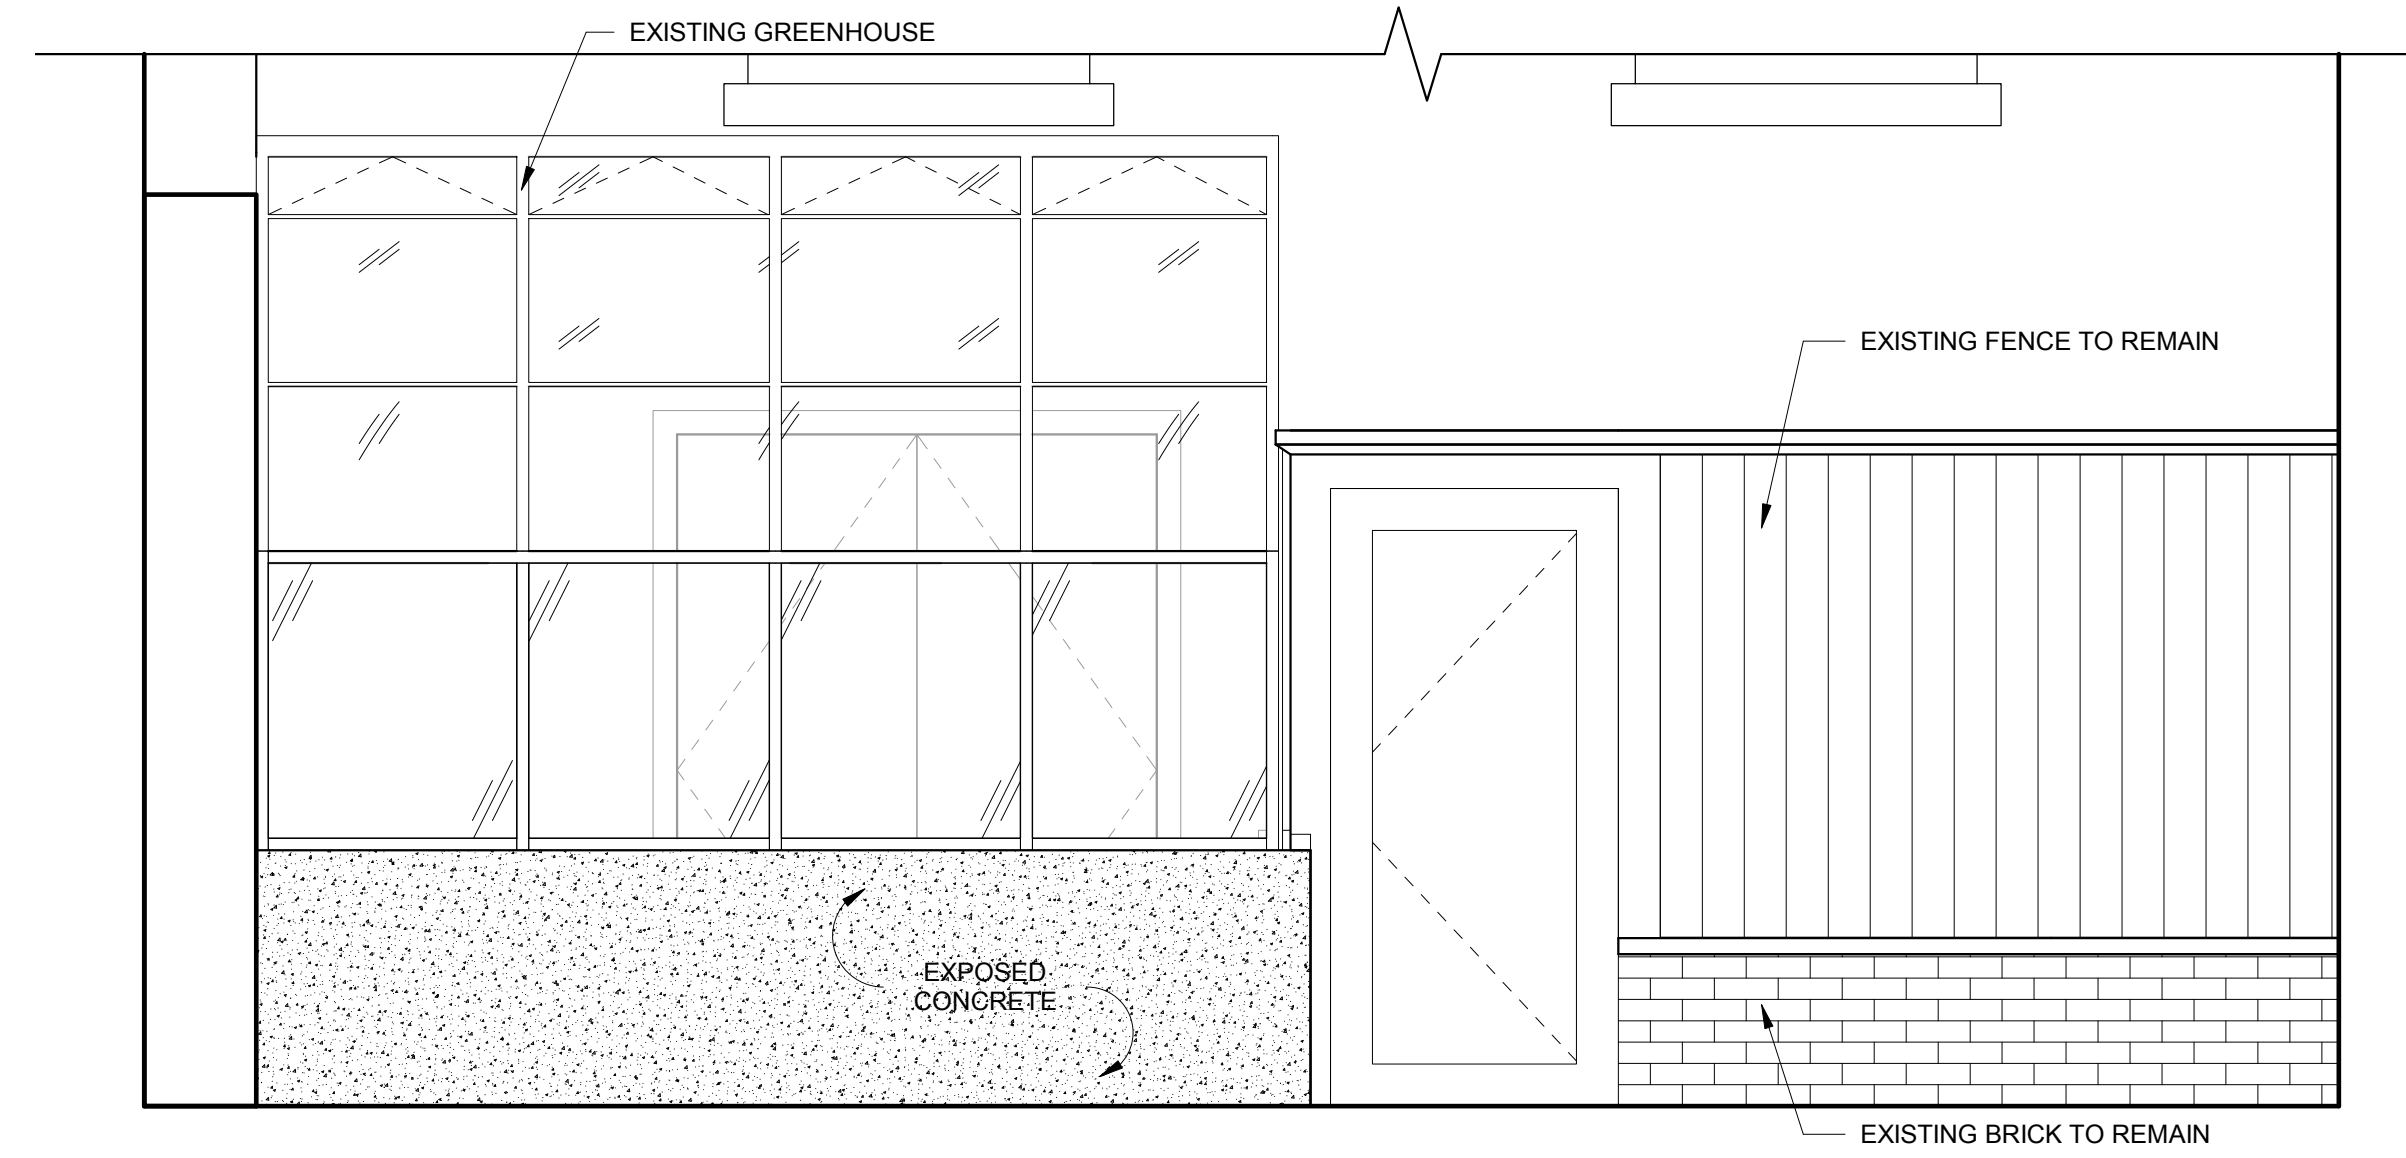 EXISTING GREENHOUSE
EXISTING FENCE TO REMAIN
EXPOSED
CONCRETE
EXISTING BRICK TO REMAIN